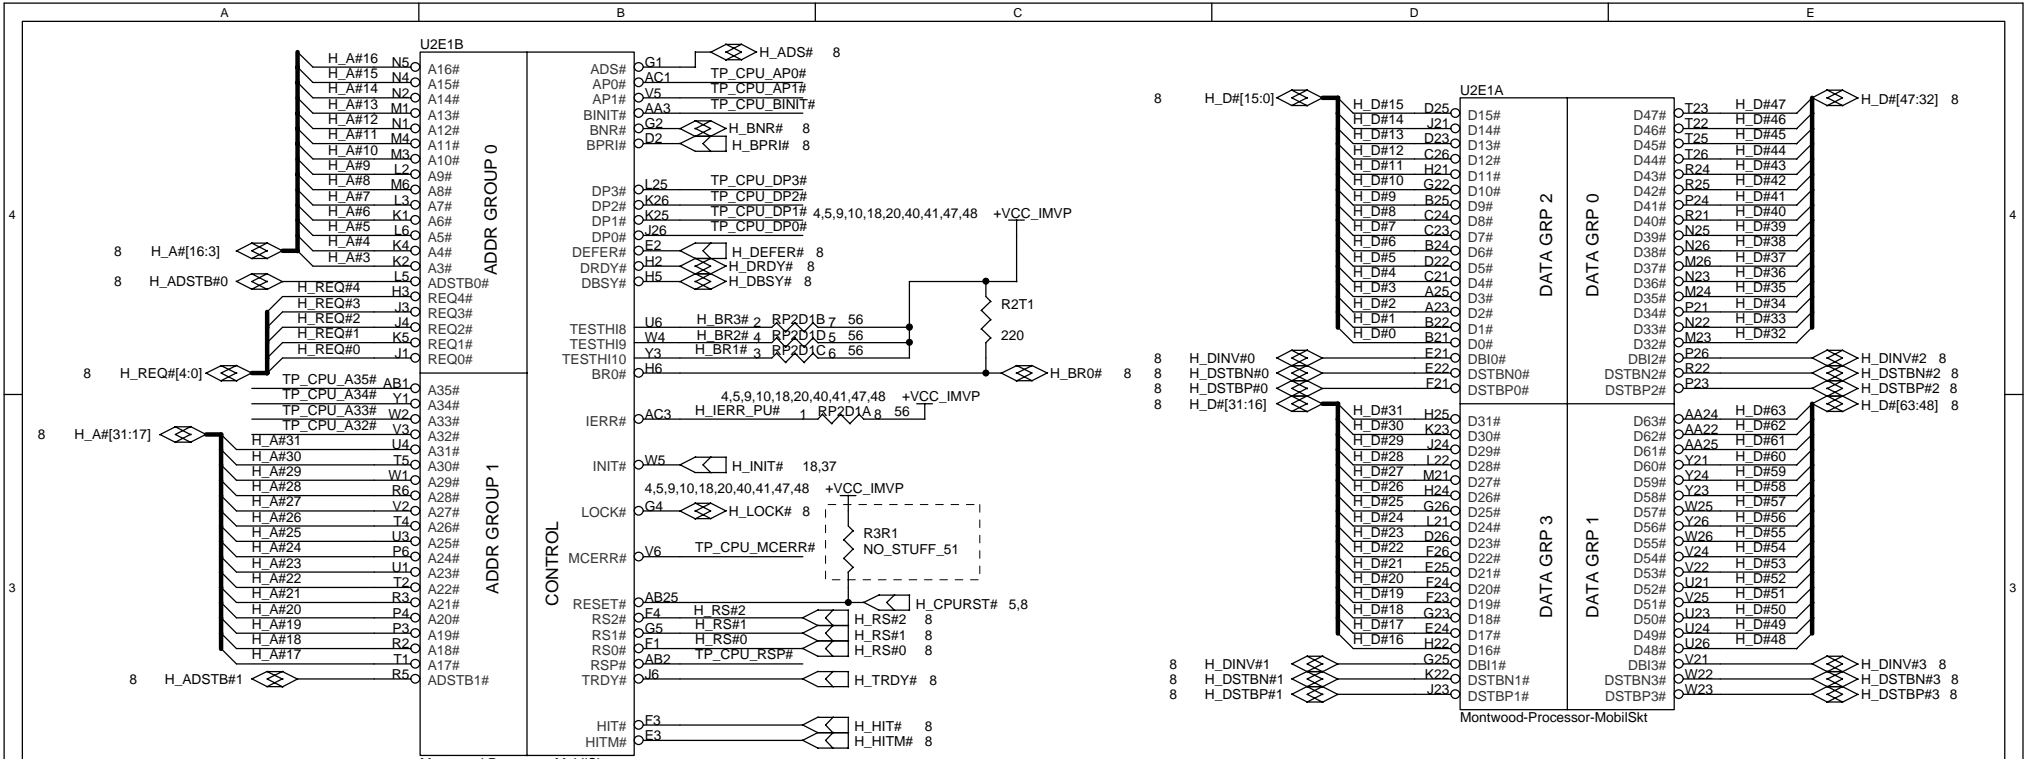 A B C D E
U2E1B
H_A#16 N5 A16# ADS# G1 H_ADS# 8
H_A#15 N4 A15# AP0# AC1 TP_CPU_AP0#
H_A#14 N2 A14# AP1# V5 TP_CPU_AP1#
H_A#13 M1 A13# BINIT# AA3 TP_CPU_BINIT#
H_A#12 N1 A12# BNR# G2 H_BNR# 8
H_A#11 M4 A11# BPRI# D2 H_BPRI# 8
H_A#10 M3 A10#
H_A#9 L2 A9#
H_A#8 M6 A8# DP3# L25 TP_CPU_DP3#
H_A#7 L3 A7# DP2# K26 TP_CPU_DP2#
H_A#6 K1 A6# DP1# K25 TP_CPU_DP1# 4,5,9,10,18,20,40,41,47,48 +VCC_IMVP
H_A#5 L6 A5# DP0# J26 TP_CPU_DP0#
8 H_A#[16:3] H_A#4 K4 A4# DEFER# E2 H_DEFER# 8
H_A#3 K2 A3# DRDY# H2 H_DRDY# 8
8 H_ADSTB#0 L5 ADSTB0# DBSY# H5 H_DBSY# 8
H_REQ#4 H3 REQ4#
H_REQ#3 J3 REQ3# R2T1
H_REQ#2 J4 REQ2# TESTHI8 U6 H_BR3# 2 RP2D1B 7 56
H_REQ#1 K5 REQ1# TESTHI9 W4 H_BR2# 4 RP2D1D 5 56 220
H_REQ#0 J1 REQ0# TESTHI10 Y3 H_BR1# 3 RP2D1C 6 56
8 H_REQ#[4:0] BR0# H6 H_BR0# 8
ADDR GROUP 0
TP_CPU_A35# AB1 A35#
TP_CPU_A34# Y1 A34# 4,5,9,10,18,20,40,41,47,48 +VCC_IMVP
TP_CPU_A33# W2 A33# IERR# AC3 H_IERR_PU# 1 RP2D1A 8 56
TP_CPU_A32# V3 A32#
8 H_A#[31:17] H_A#31 U4 A31#
H_A#30 T5 A30# INIT# W5 H_INIT# 18,37
H_A#29 W1 A29#
H_A#28 R6 A28# 4,5,9,10,18,20,40,41,47,48 +VCC_IMVP
H_A#27 V2 A27# LOCK# G4 H_LOCK# 8
H_A#26 T4 A26# R3R1
H_A#25 U3 A25# NO_STUFF_51
H_A#24 P6 A24# MCERR# V6 TP_CPU_MCERR#
H_A#23 U1 A23#
H_A#22 T2 A22#
H_A#21 R3 A21# RESET# AB25 H_CPURST# 5,8
H_A#20 P4 A20# RS2# F4 H_RS#2 H_RS#2 8
H_A#19 P3 A19# RS1# G5 H_RS#1 H_RS#1 8
H_A#18 R2 A18# RS0# F1 H_RS#0 H_RS#0 8
H_A#17 T1 A17# RSP# AB2 TP_CPU_RSP#
8 H_ADSTB#1 R5 ADSTB1# TRDY# J6 H_TRDY# 8
HIT# F3 H_HIT# 8
HITM# E3 H_HITM# 8
ADDR GROUP 1
CONTROL
U2E1A
8 H_D#[15:0] H_D#[47:32] 8
H_D#15 D25 D15# D47# T23 H_D#47
H_D#14 J21 D14# D46# T22 H_D#46
H_D#13 D23 D13# D45# T25 H_D#45
H_D#12 C26 D12# D44# T26 H_D#44
H_D#11 H21 D11# D43# R24 H_D#43
H_D#10 G22 D10# D42# R25 H_D#42
H_D#9 B25 D9# D41# P24 H_D#41
H_D#8 C24 D8# D40# R21 H_D#40
H_D#7 C23 D7# D39# N25 H_D#39
H_D#6 B24 D6# D38# N26 H_D#38
H_D#5 D22 D5# D37# M26 H_D#37
H_D#4 C21 D4# D36# N23 H_D#36
H_D#3 A25 D3# D35# M24 H_D#35
H_D#2 A23 D2# D34# P21 H_D#34
H_D#1 B22 D1# D33# N22 H_D#33
H_D#0 B21 D0# D32# M23 H_D#32
8 H_DINV#0 E21 DBI0# DBI2# P26 H_DINV#2 8
8 H_DSTBN#0 E22 DSTBN0# DSTBN2# R22 H_DSTBN#2 8
8 H_DSTBP#0 F21 DSTBP0# DSTBP2# P23 H_DSTBP#2 8
DATA GRP 2 DATA GRP 0
8 H_D#[31:16] H_D#[63:48] 8
H_D#31 H25 D31# D63# AA24 H_D#63
H_D#30 K23 D30# D62# AA22 H_D#62
H_D#29 J24 D29# D61# AA25 H_D#61
H_D#28 L22 D28# D60# Y21 H_D#60
H_D#27 M21 D27# D59# Y24 H_D#59
H_D#26 H24 D26# D58# Y23 H_D#58
H_D#25 G26 D25# D57# W25 H_D#57
H_D#24 L21 D24# D56# Y26 H_D#56
H_D#23 D26 D23# D55# W26 H_D#55
H_D#22 F26 D22# D54# V24 H_D#54
H_D#21 E25 D21# D53# V22 H_D#53
H_D#20 F24 D20# D52# U21 H_D#52
H_D#19 F23 D19# D51# V25 H_D#51
H_D#18 G23 D18# D50# U23 H_D#50
H_D#17 E24 D17# D49# U24 H_D#49
H_D#16 H22 D16# D48# U26 H_D#48
8 H_DINV#1 G25 DBI1# DBI3# V21 H_DINV#3 8
8 H_DSTBN#1 K22 DSTBN1# DSTBN3# W22 H_DSTBN#3 8
8 H_DSTBP#1 J23 DSTBP1# DSTBP3# W23 H_DSTBP#3 8
DATA GRP 3 DATA GRP 1
Montwood-Processor-MobilSkt
4 4
3 3